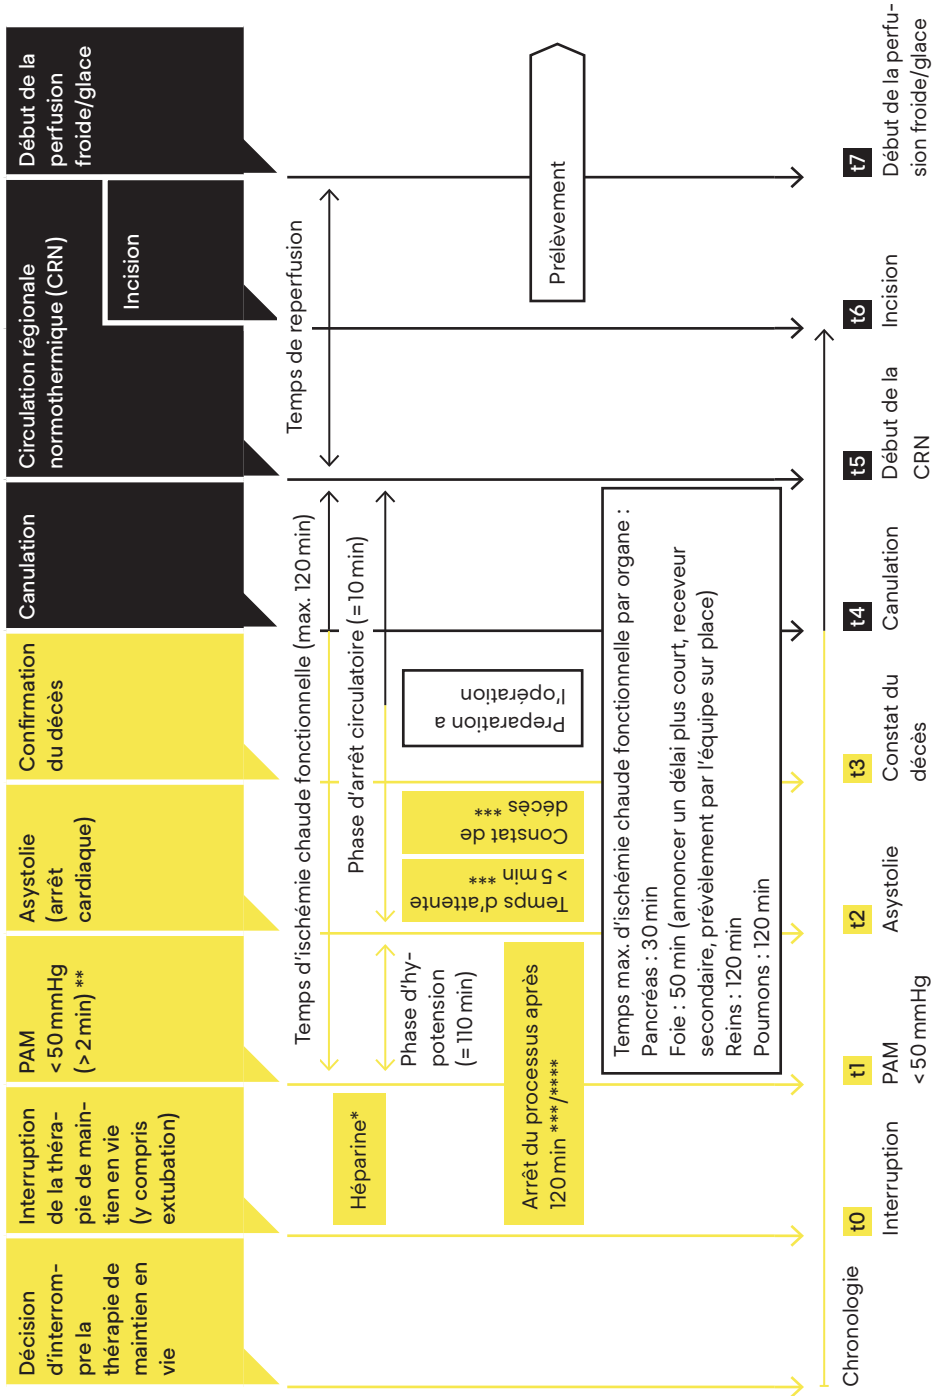 Décision
d'interrom-
pre la
thérapie de
maintien en
vie
Interruption
de la théra-
pie de main-
tien en vie
(y compris
extubation)
PAM
< 50 mmHg
(> 2 min) **
Asystolie
(arrêt
cardiaque)
Confirmation
du décès
Canulation
Circulation régionale
normothermique (CRN)
Incision
Début de la
perfusion
froide/glace
Temps d'ischémie chaude fonctionnelle (max. 120 min)
Temps de reperfusion
Héparine*
Phase d'arrêt circulatoire (= 10 min)
Phase d'hy-
potension
(= 110 min)
Temps d'attente
> 5 min ***
Constat de
décès ***
Preparation a
l'opération
Arrêt du processus après
120 min ***/****
Prélèvement
Temps max. d'ischémie chaude fonctionnelle par organe :
Pancréas : 30 min
Foie : 50 min (annoncer un délai plus court, receveur
secondaire, prévèlement par l'équipe sur place)
Reins : 120 min
Poumons : 120 min
Chronologie
t0
Interruption
t1
PAM
< 50 mmHg
t2
Asystolie
t3
Constat du
décès
t4
Canulation
t5
Début de la
CRN
t6
Incision
t7
Début de la perfu-
sion froide/glace